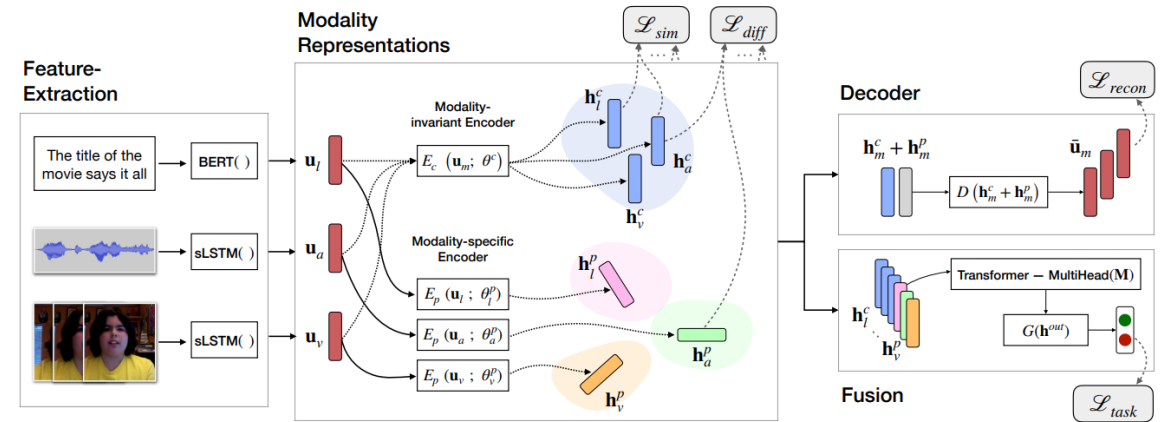 Feature-
Extraction
The title of the
movie says it all
BERT( )
sLSTM( )
sLSTM( )
Modality
Representations
u_l
u_a
u_v
Modality-
invariant Encoder
E_c (u_m; θ^c)
Modality-specific
Encoder
E_p (u_l ; θ_l^p)
E_p (u_a ; θ_a^p)
E_p (u_v ; θ_v^p)
h_l^c
h_a^c
h_v^c
h_l^p
h_a^p
h_v^p
ℒ_sim
...
ℒ_diff
...
Decoder
ℒ_recon
h_m^c + h_m^p
D (h_m^c + h_m^p)
ū_m
h_l^c
⋱
h_v^p
Transformer — MultiHead(M)
G(h^out)
Fusion
ℒ_task